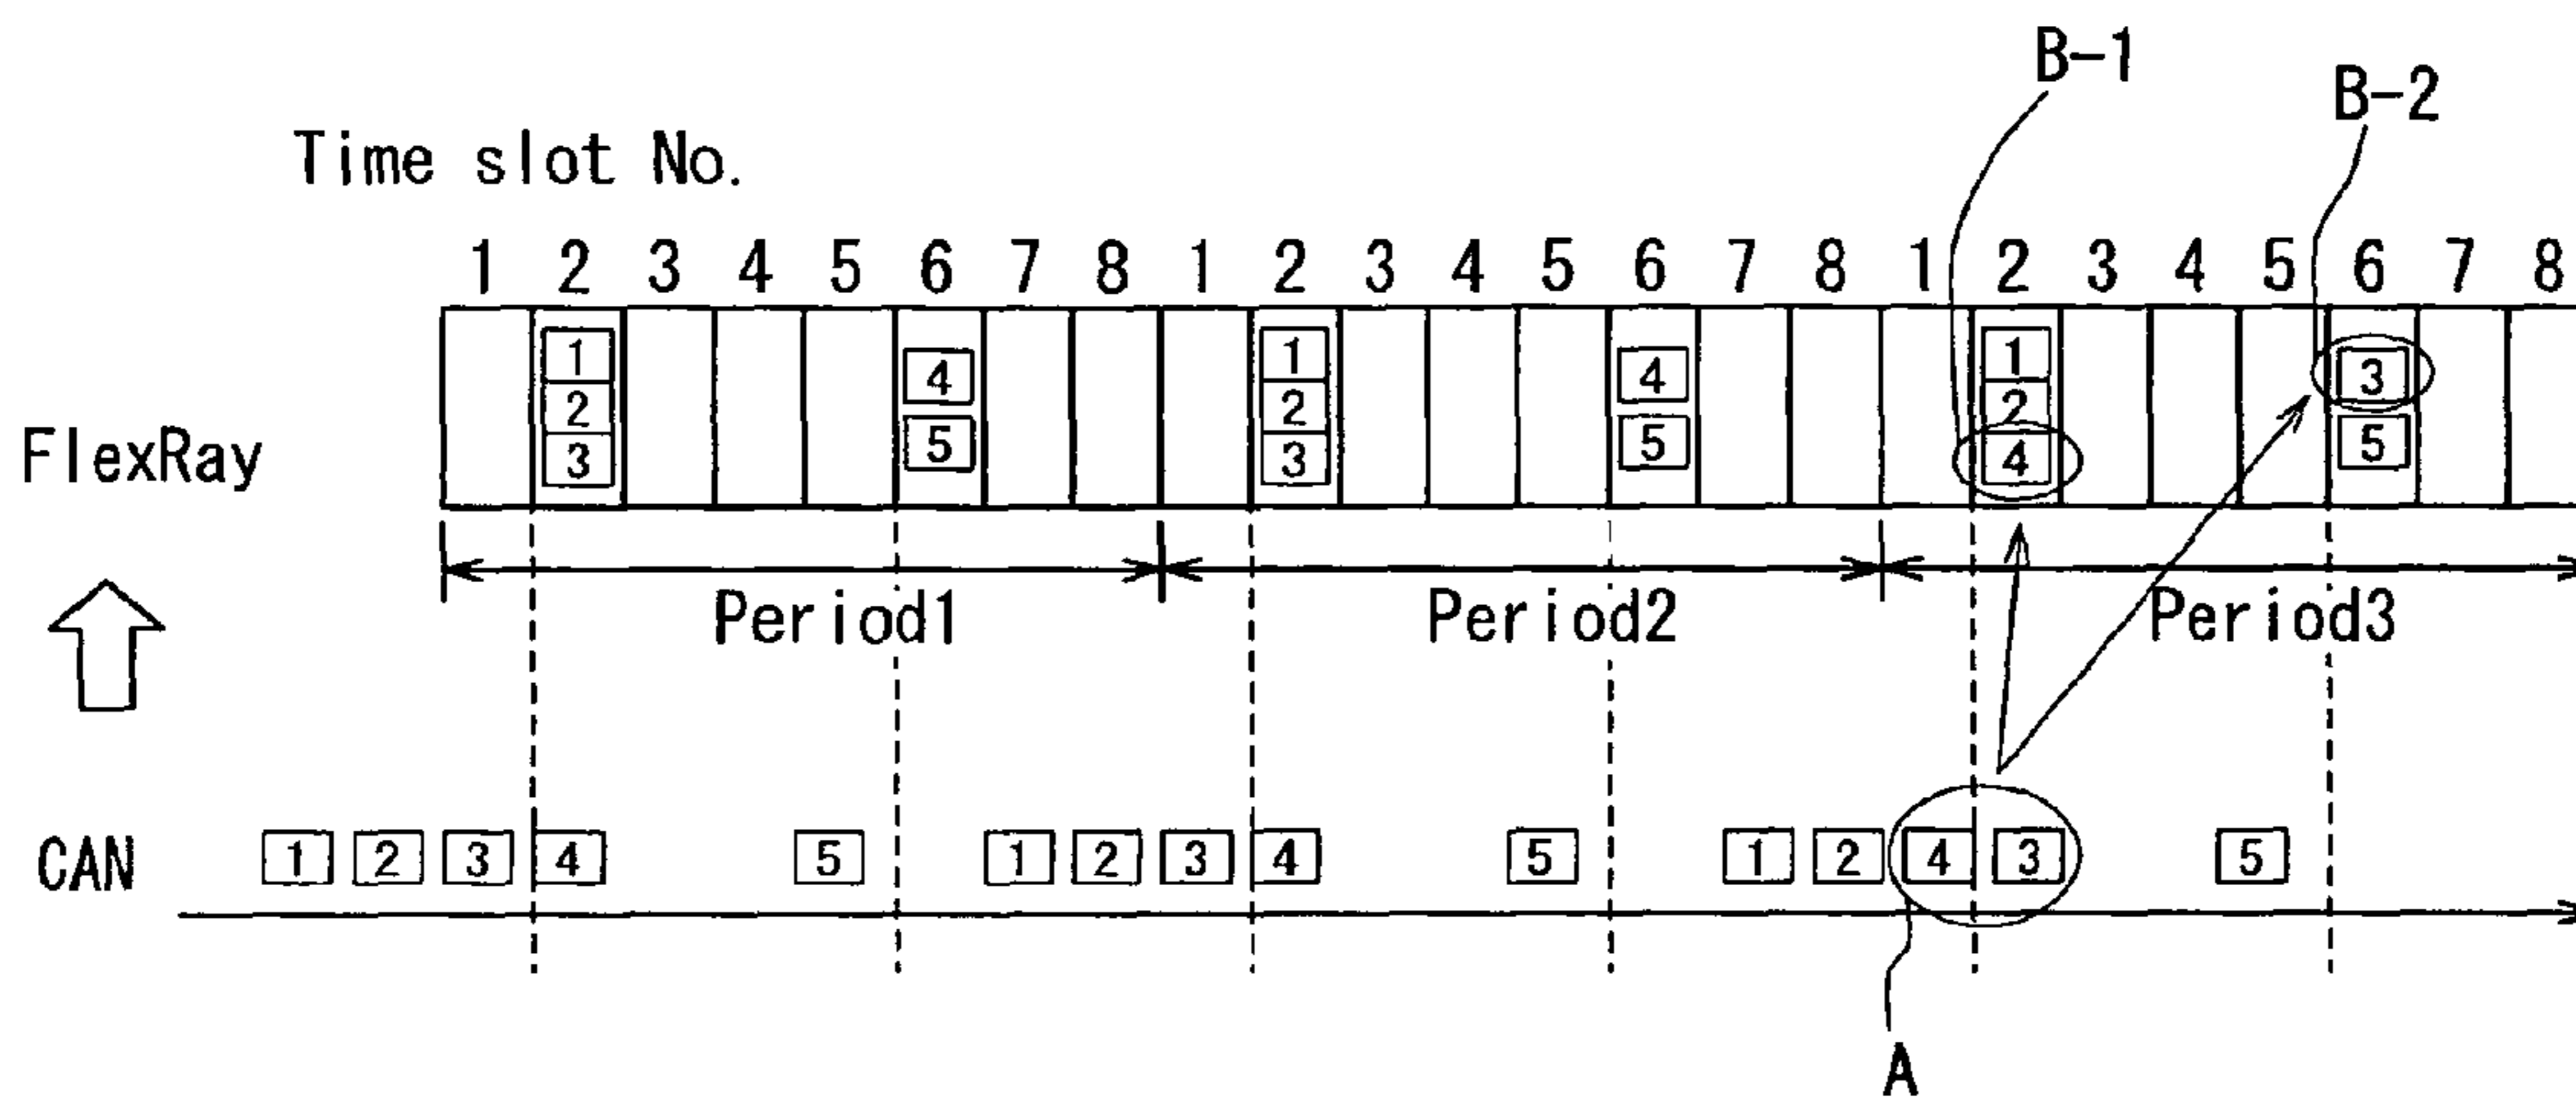 B-1
B-2
Time slot No.
1 2 3 4 5 6 7 8 1 2 3 4 5 6 7 8 1 2 3 4 5 6 7 8
1 4 1 4 1 3
2 2 2
5 5 5
3 3 4
FlexRay
Period1 Period2 Period3
CAN 1 2 3 4 5 1 2 3 4 5 1 2 4 3 5
A